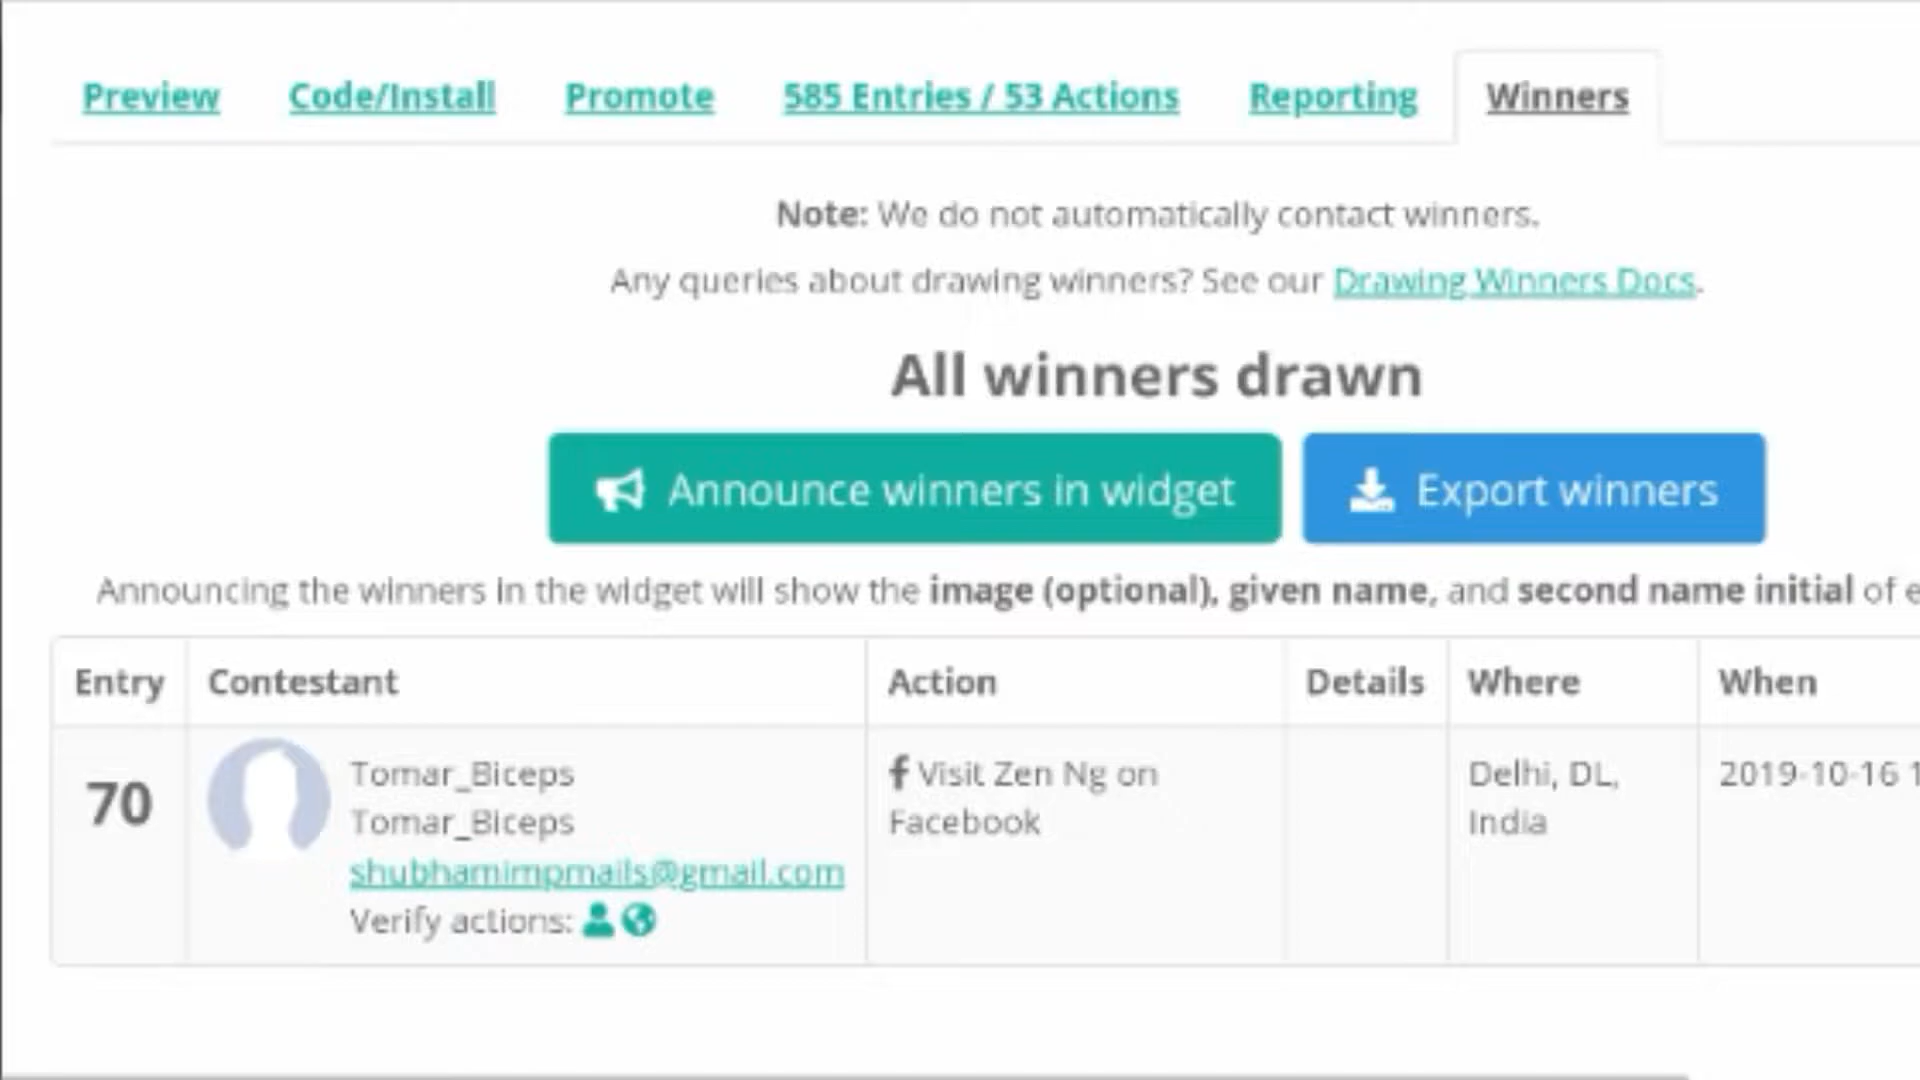 Preview Code/Install Promote 585 Entries / 53 Actions Reporting Winners
Note: We do not automatically contact winners.
Any queries about drawing winners? See our Drawing Winners Docs.
All winners drawn
Announce winners in widget Export winners
Announcing the winners in the widget will show the image (optional), given name, and second name initial of
Entry Contestant Action Details Where When
70 Tomar_Biceps Visit Zen Ng on Delhi, DL, 2019-10-16
Tomar_Biceps Facebook India
shubhamimpmails@gmail.com
Verify actions: